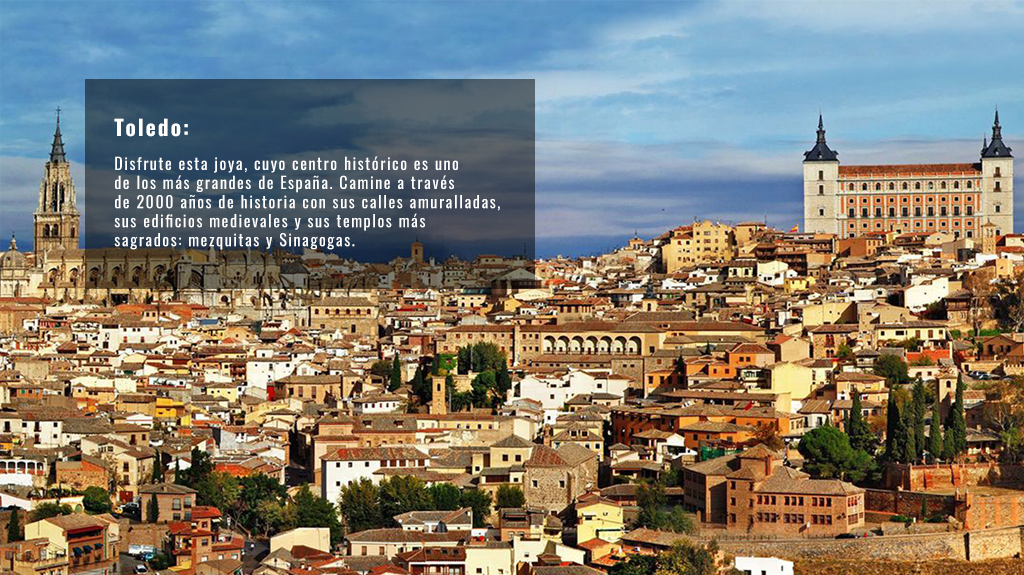 Toledo:
Disfrute esta joya, cuyo centro histórico es uno
de los más grandes de España. Camine a través
de 2000 años de historia con sus calles amuralladas,
sus edificios medievales y sus templos más
sagrados: mezquitas y Sinagogas.